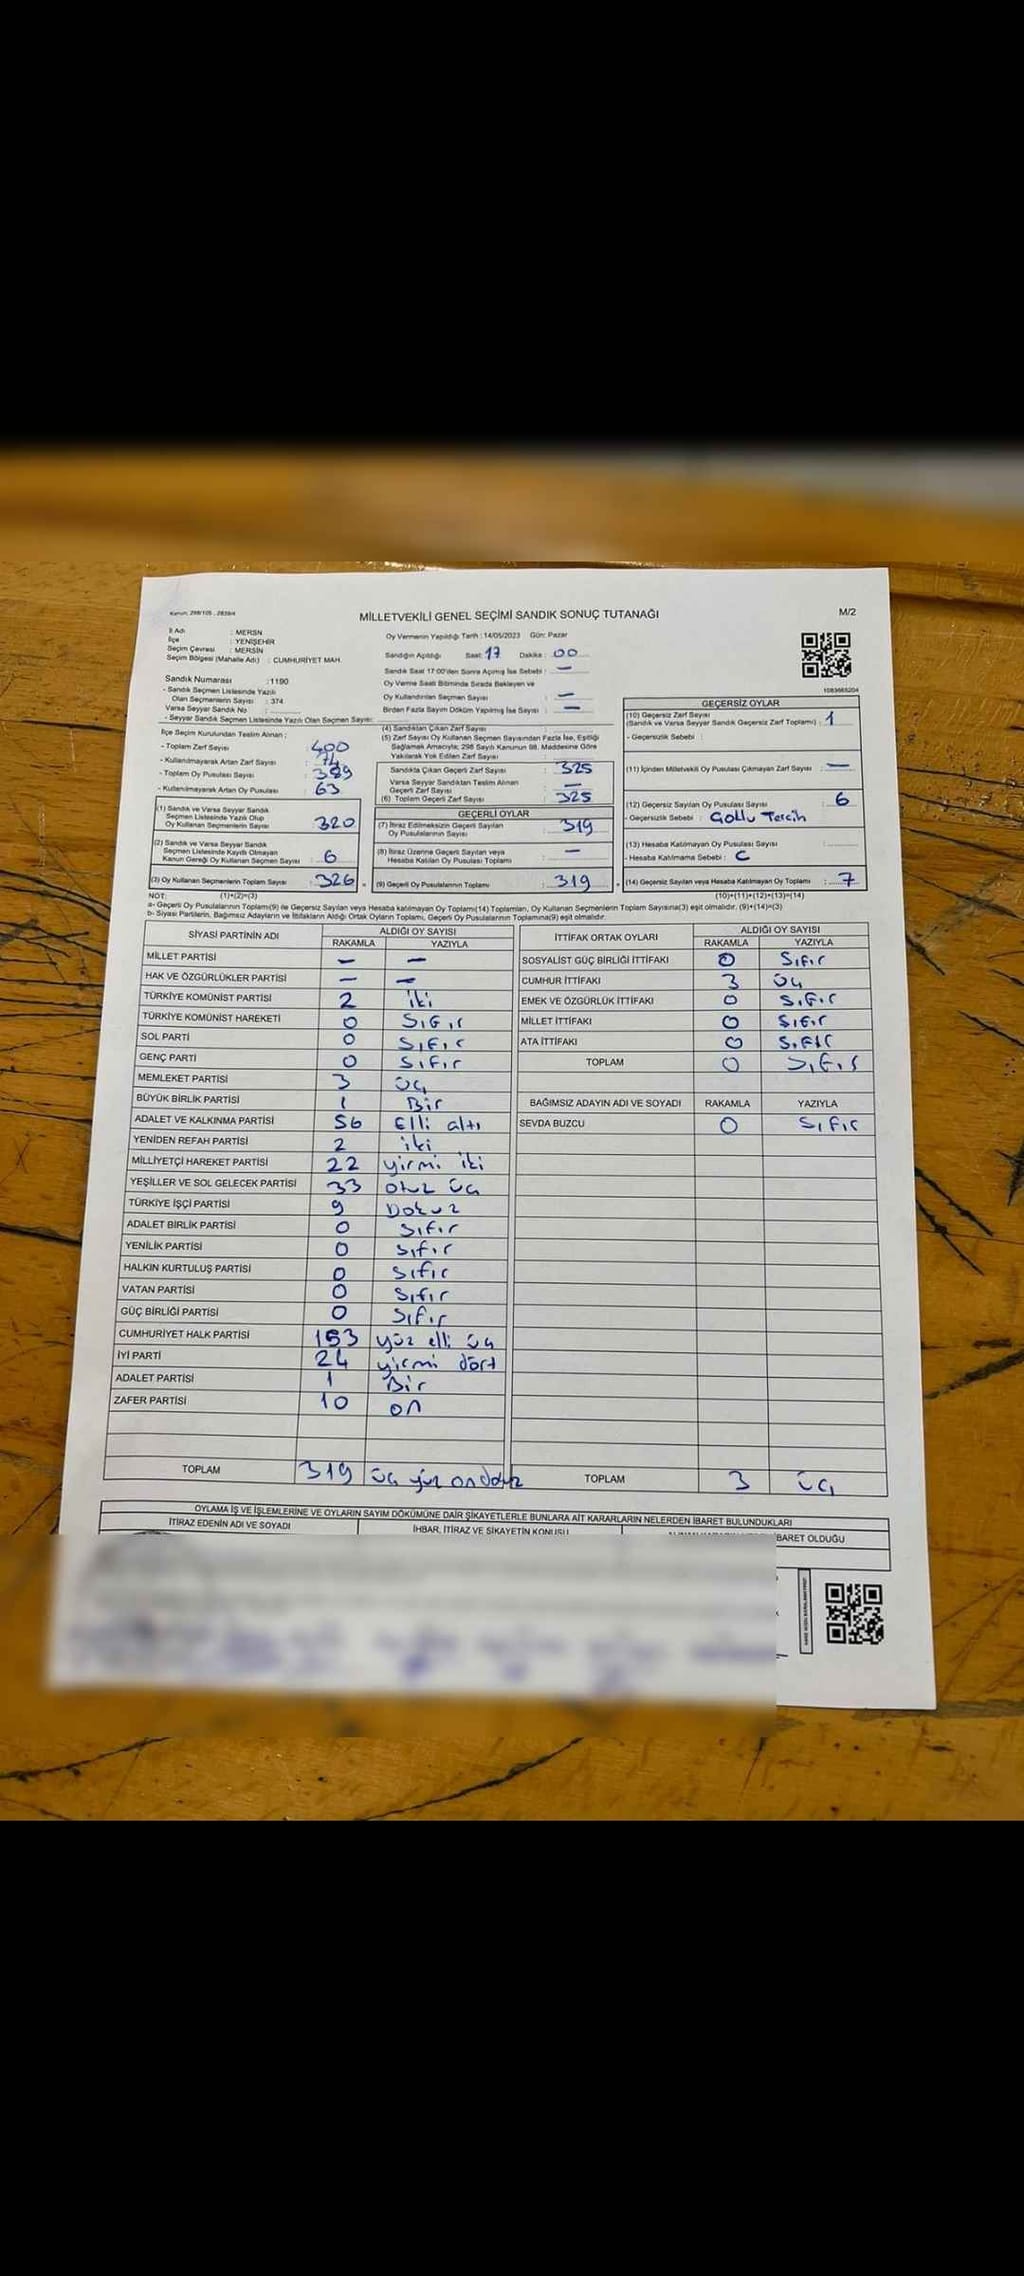 Kanun: 298/105 , 2839/4
MİLLETVEKİLİ GENEL SEÇİMİ SANDIK SONUÇ TUTANAĞI
M/2
İl Adı : MERSİN
İlçe : YENİŞEHİR
Seçim Çevresi : MERSİN
Seçim Bölgesi (Mahalle Adı) : CUMHURİYET MAH.
Oy Vermenin Yapıldığı Tarih : 14/05/2023 Gün: Pazar
Sandığın Açıldığı Saat: 17 Dakika : 00
Sandık Saat 17:00'den Sonra Açılmış İse Sebebi : —
Oy Verme Saati Bitiminde Sırada Bekleyen ve
Oy Kullandırılan Seçmen Sayısı : —
Birden Fazla Sayım Döküm Yapılmış İse Sayısı : —
1083665204
Sandık Numarası :1190
- Sandık Seçmen Listesinde Yazılı
Olan Seçmenlerin Sayısı : 374
Varsa Seyyar Sandık No :
- Seyyar Sandık Seçmen Listesinde Yazılı Olan Seçmen Sayısı:
İlçe Seçim Kurulundan Teslim Alınan :
- Toplam Zarf Sayısı : 400
- Kullanılmayarak Artan Zarf Sayısı : 74
- Toplam Oy Pusulası Sayısı : 389
- Kullanılmayarak Artan Oy Pusulası : 63
(1) Sandık ve Varsa Seyyar Sandık
Seçmen Listesinde Yazılı Olup
Oy Kullanan Seçmenlerin Sayısı : 320
(2) Sandık ve Varsa Seyyar Sandık
Seçmen Listesinde Kayıtlı Olmayan
Kanun Gereği Oy Kullanan Seçmen Sayısı : 6
(3) Oy Kullanan Seçmenlerin Toplam Sayısı : 326
(4) Sandıktan Çıkan Zarf Sayısı :
(5) Zarf Sayısı Oy Kullanan Seçmen Sayısından Fazla İse, Eşitliği
Sağlamak Amacıyla; 298 Sayılı Kanunun 98. Maddesine Göre
Yakılarak Yok Edilen Zarf Sayısı :
Sandıkta Çıkan Geçerli Zarf Sayısı : 325
Varsa Seyyar Sandıktan Teslim Alınan
Geçerli Zarf Sayısı : —
(6) Toplam Geçerli Zarf Sayısı : 325
GEÇERLİ OYLAR
(7) İtiraz Edilmeksizin Geçerli Sayılan
Oy Pusulalarının Sayısı : 319
(8) İtiraz Üzerine Geçerli Sayılan veya
Hesaba Katılan Oy Pusulası Toplamı : —
(9) Geçerli Oy Pusulalarının Toplamı : 319
GEÇERSİZ OYLAR
(10) Geçersiz Zarf Sayısı
(Sandık ve Varsa Seyyar Sandık Geçersiz Zarf Toplamı) : 1
- Geçersizlik Sebebi :
(11) İçinden Milletvekili Oy Pusulası Çıkmayan Zarf Sayısı : —
(12) Geçersiz Sayılan Oy Pusulası Sayısı : 6
- Geçersizlik Sebebi : Çoklu Tercih
(13) Hesaba Katılmayan Oy Pusulası Sayısı :
- Hesaba Katılmama Sebebi :
(14) Geçersiz Sayılan veya Hesaba Katılmayan Oy Toplamı : 7
NOT: (1)+(2)=(3) (10)+(11)+(12)+(13)=(14)
a- Geçerli Oy Pusulalarının Toplamı(9) ile Geçersiz Sayılan veya Hesaba katılmayan Oy Toplamı(14) Toplamları, Oy Kullanan Seçmenlerin Toplam Sayısına(3) eşit olmalıdır. (9)+(14)=(3)
b- Siyasi Partilerin, Bağımsız Adayların ve İttifakların Aldığı Ortak Oyların Toplamı, Geçerli Oy Pusulalarının Toplamına(9) eşit olmalıdır.
SİYASİ PARTİNİN ADI ALDIĞI OY SAYISI
RAKAMLA YAZIYLA
MİLLET PARTİSİ — —
HAK VE ÖZGÜRLÜKLER PARTİSİ — —
TÜRKİYE KOMÜNİST PARTİSİ 2 iki
TÜRKİYE KOMÜNİST HAREKETİ 0 Sıfır
SOL PARTİ 0 Sıfır
GENÇ PARTİ 0 Sıfır
MEMLEKET PARTİSİ 3 üç
BÜYÜK BİRLİK PARTİSİ 1 Bir
ADALET VE KALKINMA PARTİSİ 56 Elli altı
YENİDEN REFAH PARTİSİ 2 iki
MİLLİYETÇİ HAREKET PARTİSİ 22 yirmi iki
YEŞİLLER VE SOL GELECEK PARTİSİ 33 otuz üç
TÜRKİYE İŞÇİ PARTİSİ 9 Dokuz
ADALET BİRLİK PARTİSİ 0 Sıfır
YENİLİK PARTİSİ 0 Sıfır
HALKIN KURTULUŞ PARTİSİ 0 Sıfır
VATAN PARTİSİ 0 Sıfır
GÜÇ BİRLİĞİ PARTİSİ 0 Sıfır
CUMHURİYET HALK PARTİSİ 153 yüz elli üç
İYİ PARTİ 24 yirmi dört
ADALET PARTİSİ 1 Bir
ZAFER PARTİSİ 10 on
TOPLAM 319 üç yüz ondokuz
İTTİFAK ORTAK OYLARI ALDIĞI OY SAYISI
RAKAMLA YAZIYLA
SOSYALİST GÜÇ BİRLİĞİ İTTİFAKI 0 Sıfır
CUMHUR İTTİFAKI 3 üç
EMEK VE ÖZGÜRLÜK İTTİFAKI 0 Sıfır
MİLLET İTTİFAKI 0 Sıfır
ATA İTTİFAKI 0 Sıfır
TOPLAM 0 Sıfır
BAĞIMSIZ ADAYIN ADI VE SOYADI RAKAMLA YAZIYLA
SEVDA BUZCU 0 Sıfır
TOPLAM 3 üç
OYLAMA İŞ VE İŞLEMLERİNE VE OYLARIN SAYIM DÖKÜMÜNE DAİR ŞİKAYETLERLE BUNLARA AİT KARARLARIN NELERDEN İBARET BULUNDUKLARI
İTİRAZ EDENİN ADI VE SOYADI İHBAR, İTİRAZ VE ŞİKAYETİN KONUSU İBARET OLDUĞU